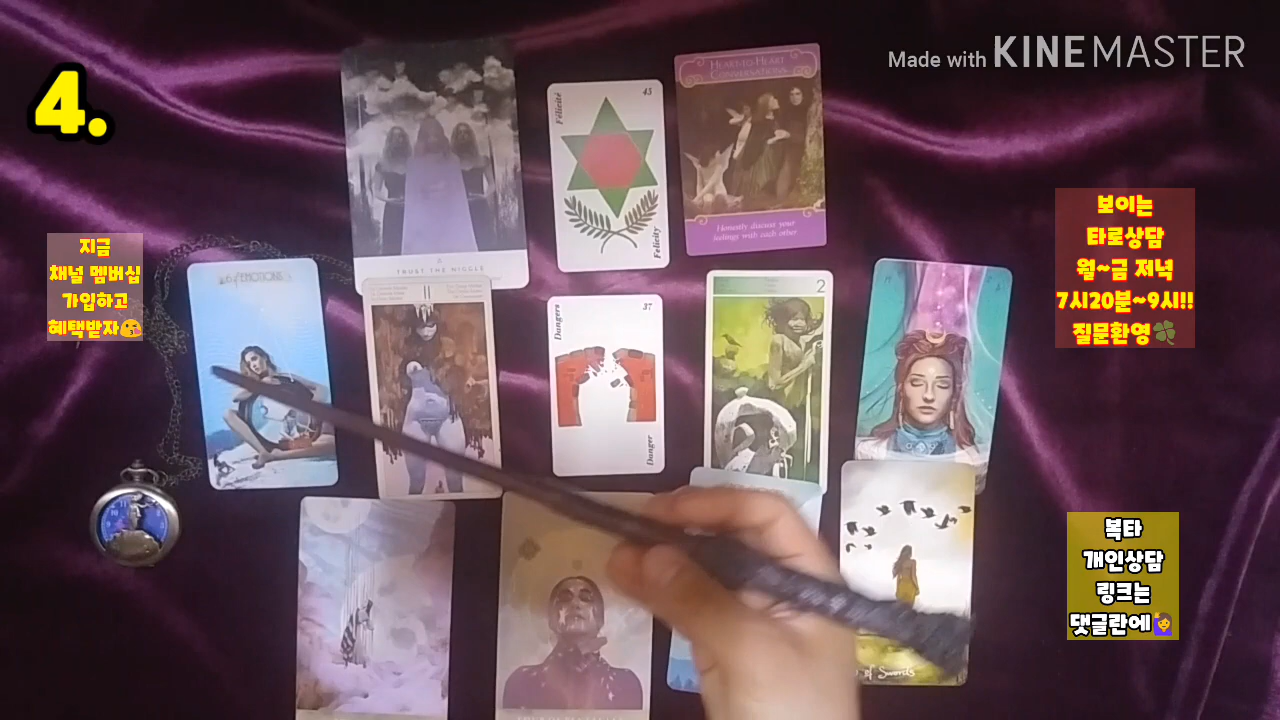 4.
Made with KINEMASTER
지금
채널 멤버십
가입하고
혜택받자😘
보이는
타로상담
월~금 저녁
7시20분~9시!!
질문환영🍀
복타
개인상담
링크는
댓글란에🙋‍♀️
TRUST THE NIGGLE
Félicité
45
Felicity
HEART-TO-HEART
CONVERSATIONS
Honestly discuss your
feelings with each other
of EMOTIONS
II
Dangers
37
Danger
2
of Swords